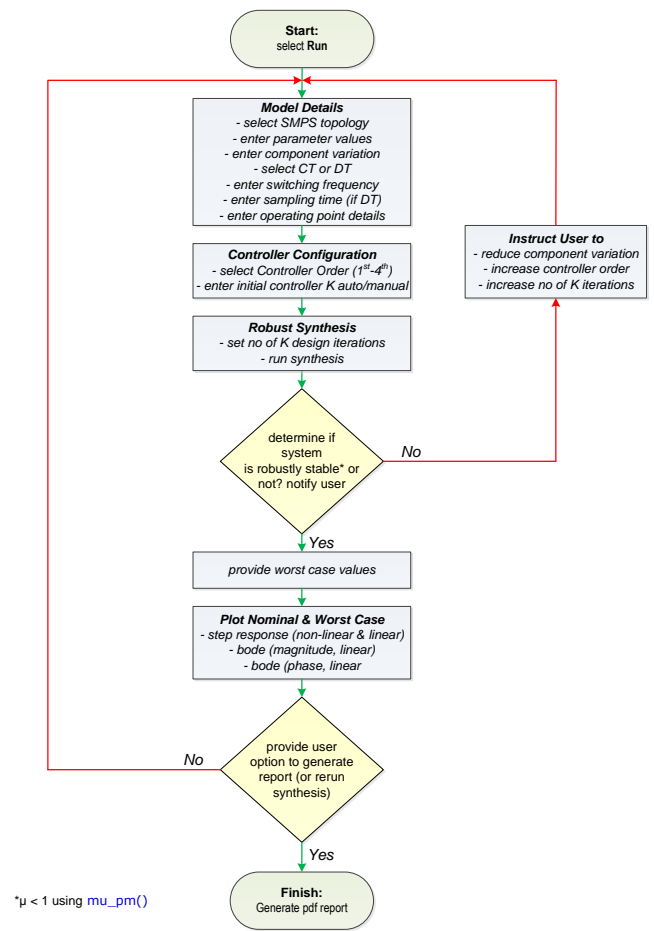 Start:
select Run
Model Details
- select SMPS topology
- enter parameter values
- enter component variation
- select CT or DT
- enter switching frequency
- enter sampling time (if DT)
- enter operating point details
Controller Configuration
- select Controller Order (1st-4th)
- enter initial controller K auto/manual
Instruct User to
- reduce component variation
- increase controller order
- increase no of K iterations
Robust Synthesis
- set no of K design iterations
- run synthesis
determine if
system
is robustly stable* or
not? notify user
No
Yes
provide worst case values
Plot Nominal & Worst Case
- step response (non-linear & linear)
- bode (magnitude, linear)
- bode (phase, linear
provide user
option to generate
report (or rerun
synthesis)
No
Yes
Finish:
Generate pdf report
*µ < 1 using mu_pm()